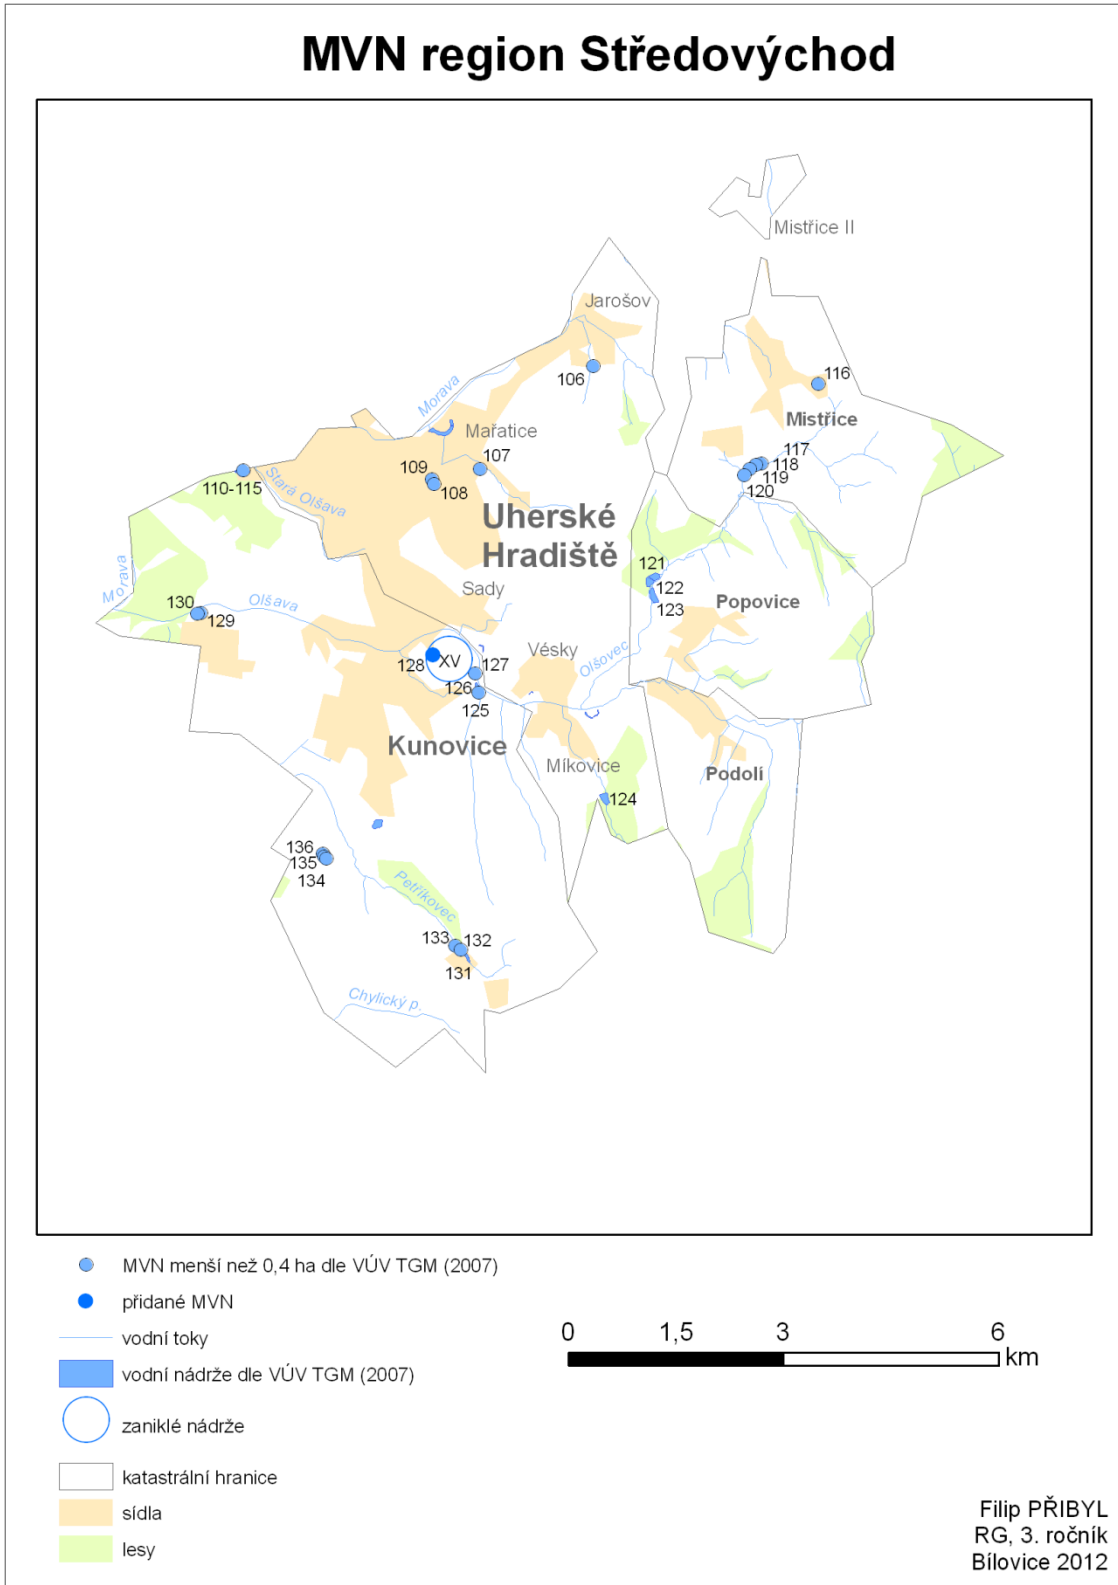 MVN region Středovýchod
Mistřice II
Jarošov
106
116
Morava
Mařatice
Mistřice
107
117
118
119
120
109
108
110-115
Stará Olšava
Uherské
Hradiště
121
122
123
Morava
130
129
Olšava
Sady
Popovice
128
XV
127
126
125
Vésky
Olšovec
Kunovice
Míkovice
Podolí
124
136
135
134
Petříkovec
133
132
131
Chylický p.
MVN menší než 0,4 ha dle VÚV TGM (2007)
přidané MVN
vodní toky
vodní nádrže dle VÚV TGM (2007)
zaniklé nádrže
katastrální hranice
sídla
lesy
0 1,5 3 6
km
Filip PŘIBYL
RG, 3. ročník
Bílovice 2012